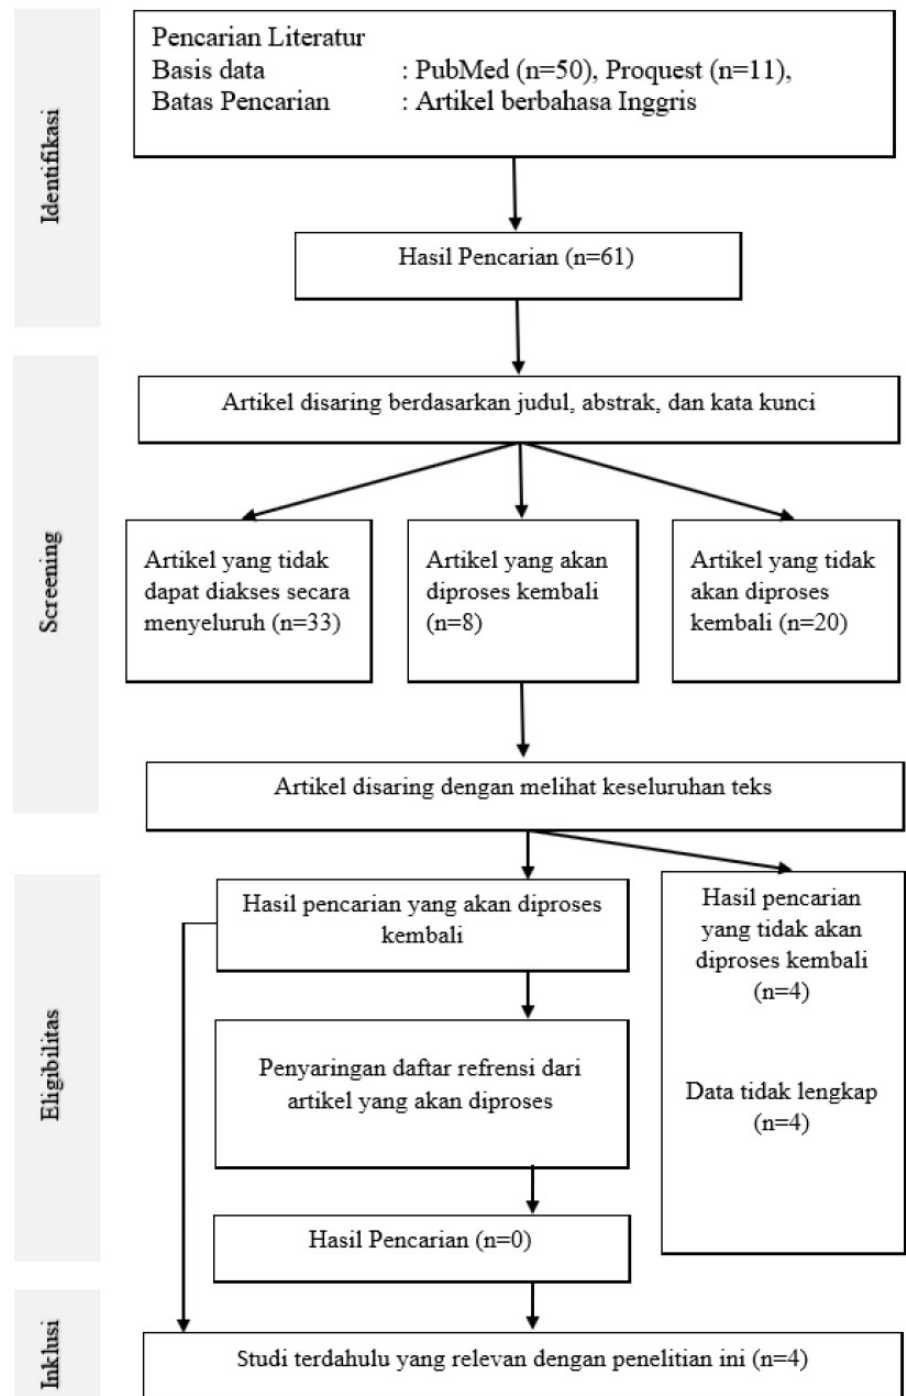 Identifikasi
Pencarian Literatur
Basis data : PubMed (n=50), Proquest (n=11),
Batas Pencarian : Artikel berbahasa Inggris
Hasil Pencarian (n=61)
Screening
Artikel disaring berdasarkan judul, abstrak, dan kata kunci
Artikel yang tidak
dapat diakses secara
menyeluruh (n=33)
Artikel yang akan
diproses kembali
(n=8)
Artikel yang tidak
akan diproses
kembali (n=20)
Artikel disaring dengan melihat keseluruhan teks
Eligibilitas
Hasil pencarian yang akan diproses
kembali
Hasil pencarian
yang tidak akan
diproses kembali
(n=4)
Data tidak lengkap
(n=4)
Penyaringan daftar refrensi dari
artikel yang akan diproses
Hasil Pencarian (n=0)
Inklusi
Studi terdahulu yang relevan dengan penelitian ini (n=4)